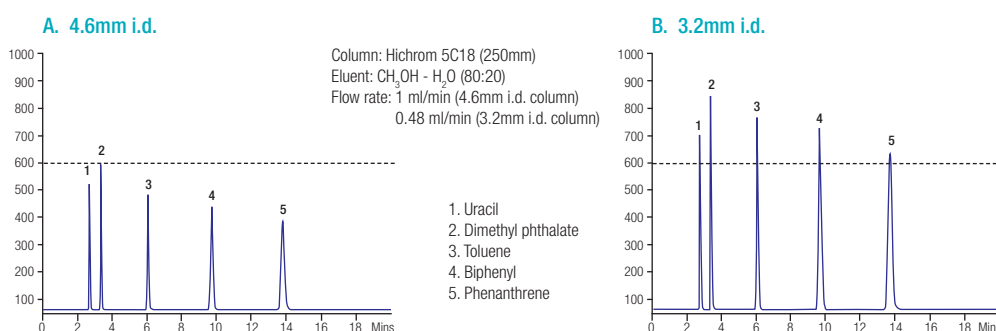 A. 4.6mm i.d.
1000
900
800
700
600
500
400
300
200
100
0 2 4 6 8 10 12 14 16 18 Mins
1
2
3
4
5
Column: Hichrom 5C18 (250mm)
Eluent: CH3OH - H2O (80:20)
Flow rate: 1 ml/min (4.6mm i.d. column)
0.48 ml/min (3.2mm i.d. column)
1. Uracil
2. Dimethyl phthalate
3. Toluene
4. Biphenyl
5. Phenanthrene
B. 3.2mm i.d.
1000
900
800
700
600
500
400
300
200
100
0 2 4 6 8 10 12 14 16 18 Mins
1
2
3
4
5